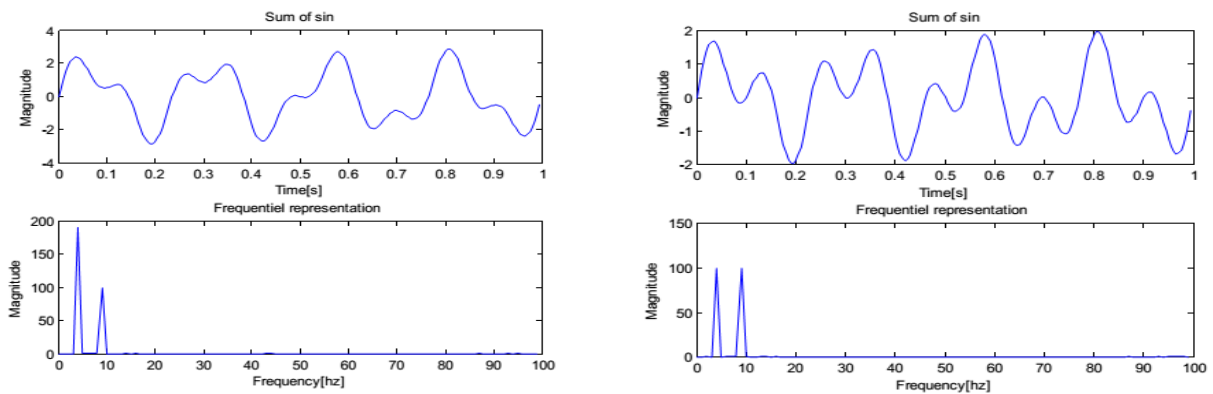 Sum of sin
4
2
0
-2
-4
Magnitude
0 0.1 0.2 0.3 0.4 0.5 0.6 0.7 0.8 0.9 1
Time[s]
Frequentiel representation
200
150
100
50
0
Magnitude
0 10 20 30 40 50 60 70 80 90 100
Frequency[hz]
Sum of sin
2
1
0
-1
-2
Magnitude
0 0.1 0.2 0.3 0.4 0.5 0.6 0.7 0.8 0.9 1
Time[s]
Frequentiel representation
150
100
50
0
Magnitude
0 10 20 30 40 50 60 70 80 90 100
Frequency[hz]